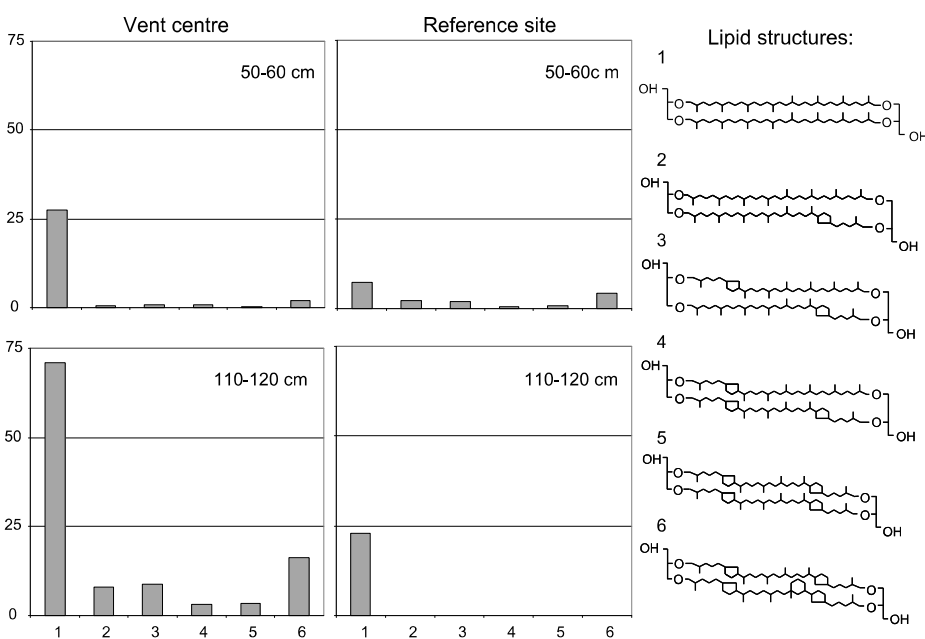 Vent centre
Reference site
Lipid structures:
75
50
25
0
50-60 cm
50-60c m
75
50
25
0
110-120 cm
110-120 cm
1 2 3 4 5 6
1 2 3 4 5 6
1
OH
O
O
O
O
OH
2
OH
O
O
O
O
OH
3
OH
O
O
O
O
OH
4
OH
O
O
O
O
OH
5
OH
O
O
O
O
OH
6
OH
O
O
O
O
OH